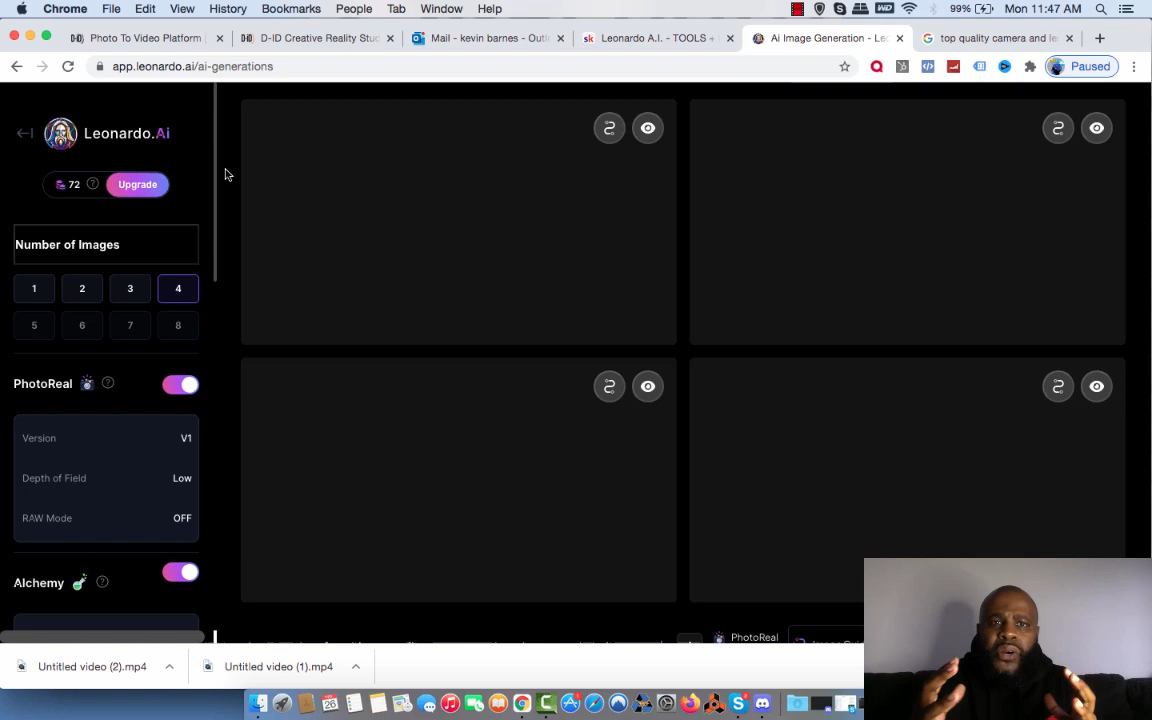 Chrome File Edit View History Bookmarks People Tab Window Help
WD 99% Mon 11:47 AM
Photo To Video Platform
D-ID Creative Reality Stud
Mail - kevin barnes - Outl
sk Leonardo A.I. - TOOLS +
Ai Image Generation - Leo
top quality camera and le
app.leonardo.ai/ai-generations
Paused
Leonardo.Ai
72 ? Upgrade
Number of Images
1 2 3 4
5 6 7 8
PhotoReal ?
Version V1
Depth of Field Low
RAW Mode OFF
Alchemy ?
PhotoReal
Untitled video (2).mp4
Untitled video (1).mp4